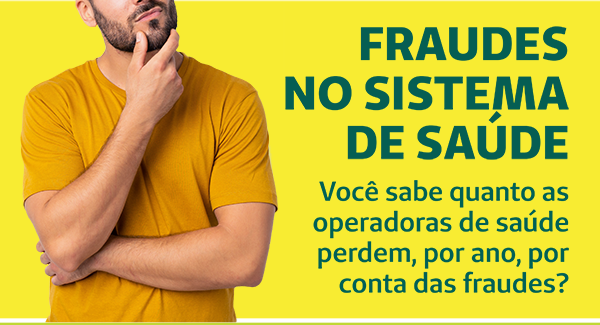 FRAUDES
NO SISTEMA
DE SAÚDE
Você sabe quanto as
operadoras de saúde
perdem, por ano, por
conta das fraudes?